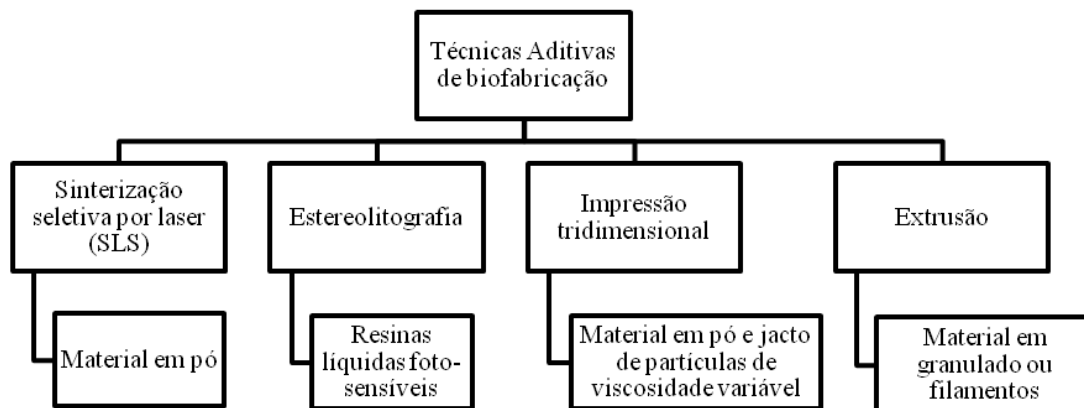 Técnicas Aditivas
de biofabricação
Sinterização
seletiva por laser
(SLS)
Estereolitografia
Impressão
tridimensional
Extrusão
Material em pó
Resinas
líquidas foto-
sensíveis
Material em pó e jacto
de partículas de
viscosidade variável
Material em
granulado ou
filamentos